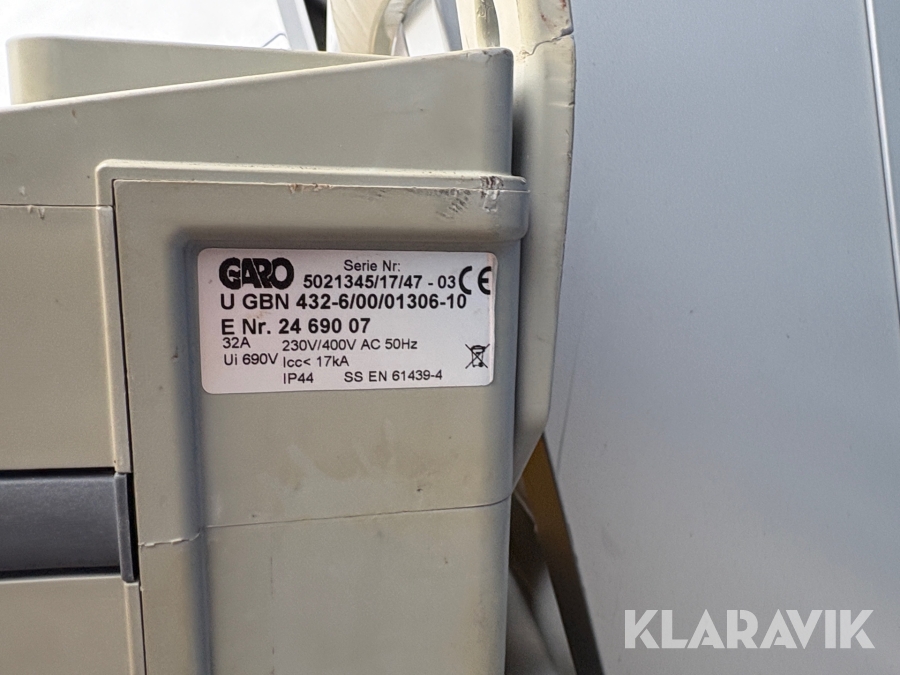 GARO
Serie Nr:
5021345/17/47 - 03 CE
U GBN 432-6/00/01306-10
E Nr. 24 690 07
32A 230V/400V AC 50Hz
Ui 690V Icc< 17kA
IP44 SS EN 61439-4
KLARAVIK